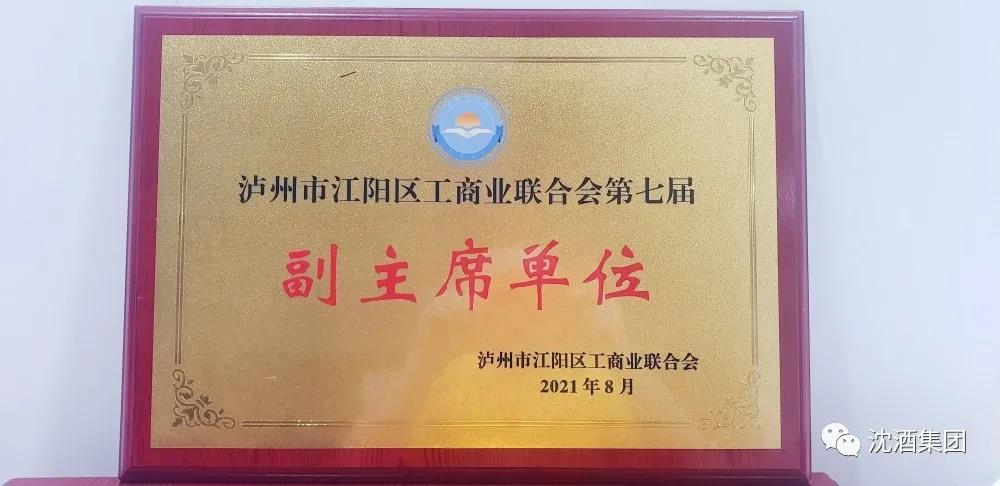 泸州市江阳区工商业联合会第七届
副主席单位
泸州市江阳区工商业联合会
2021年8月
沈酒集团